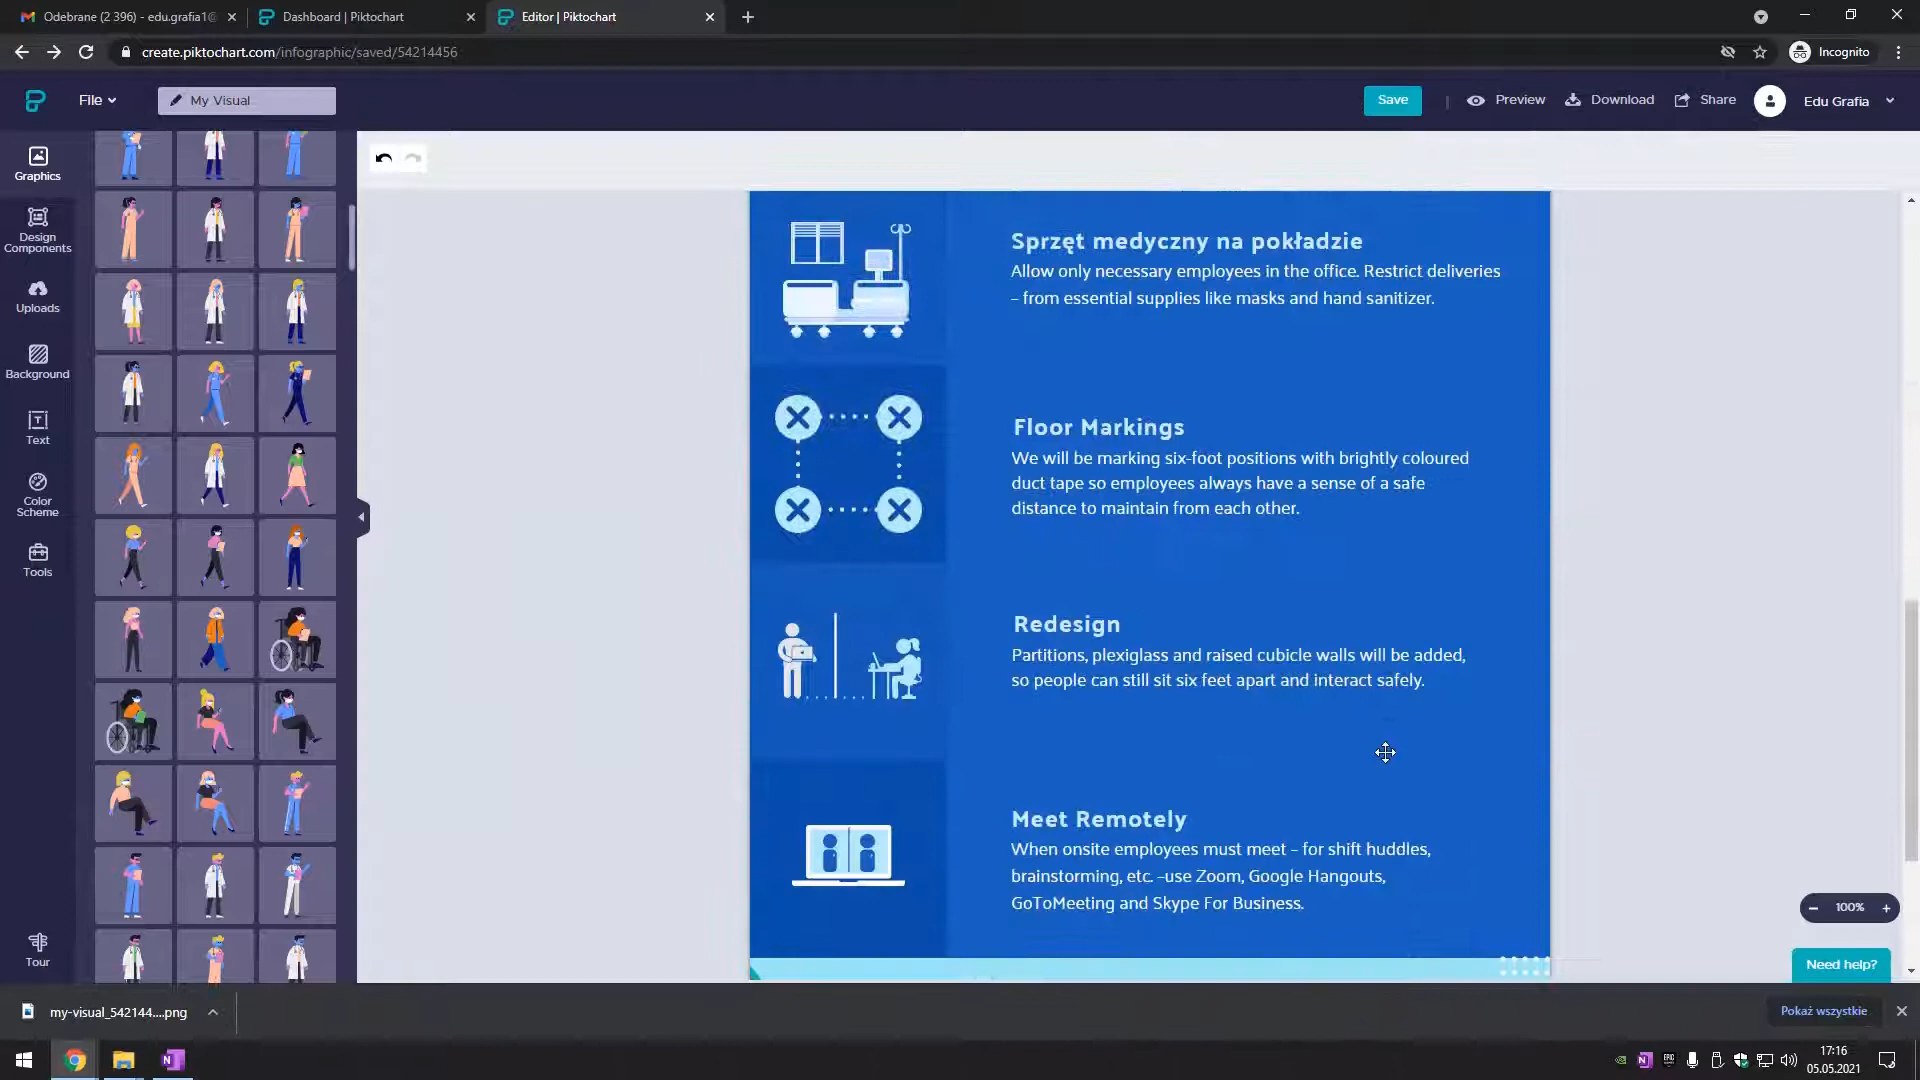 Odebrane (2 396) - edu.grafia1@
Dashboard | Piktochart
Editor | Piktochart
create.piktochart.com/infographic/saved/54214456
Incognito
File
My Visual
Save
Preview
Download
Share
Edu Grafia
Graphics
Design
Components
Uploads
Background
Text
Color
Scheme
Tools
Tour
Sprzęt medyczny na pokładzie
Allow only necessary employees in the office. Restrict deliveries
– from essential supplies like masks and hand sanitizer.
Floor Markings
We will be marking six-foot positions with brightly coloured
duct tape so employees always have a sense of a safe
distance to maintain from each other.
Redesign
Partitions, plexiglass and raised cubicle walls will be added,
so people can still sit six feet apart and interact safely.
Meet Remotely
When onsite employees must meet – for shift huddles,
brainstorming, etc. –use Zoom, Google Hangouts,
GoToMeeting and Skype For Business.
100%
Need help?
my-visual_542144....png
Pokaż wszystkie
17:16
05.05.2021